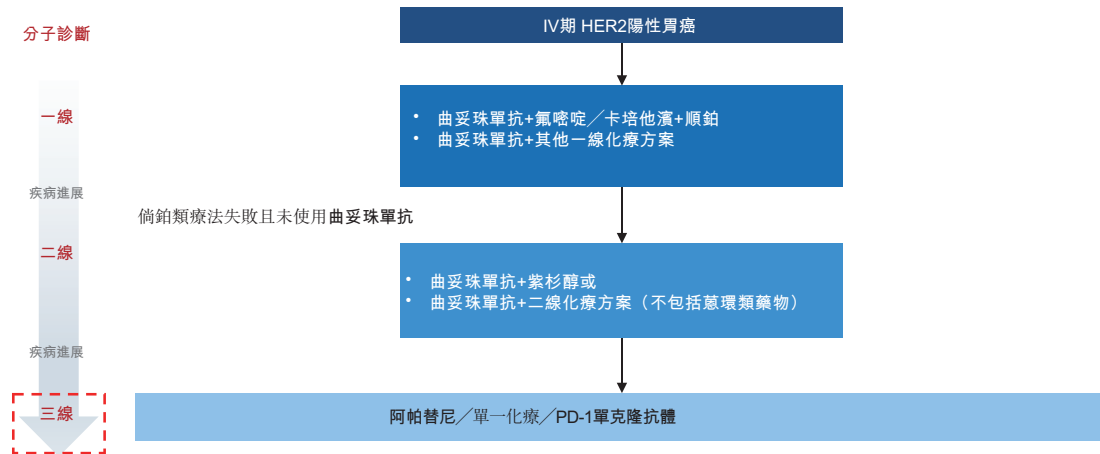 分子診斷
IV期 HER2陽性胃癌
一線
• 曲妥珠單抗+氟嘧啶╱卡培他濱+順鉑
• 曲妥珠單抗+其他一線化療方案
疾病進展
倘鉑類療法失敗且未使用曲妥珠單抗
二線
• 曲妥珠單抗+紫杉醇或
• 曲妥珠單抗+二線化療方案（不包括蒽環類藥物）
疾病進展
三線
阿帕替尼╱單一化療╱PD-1單克隆抗體